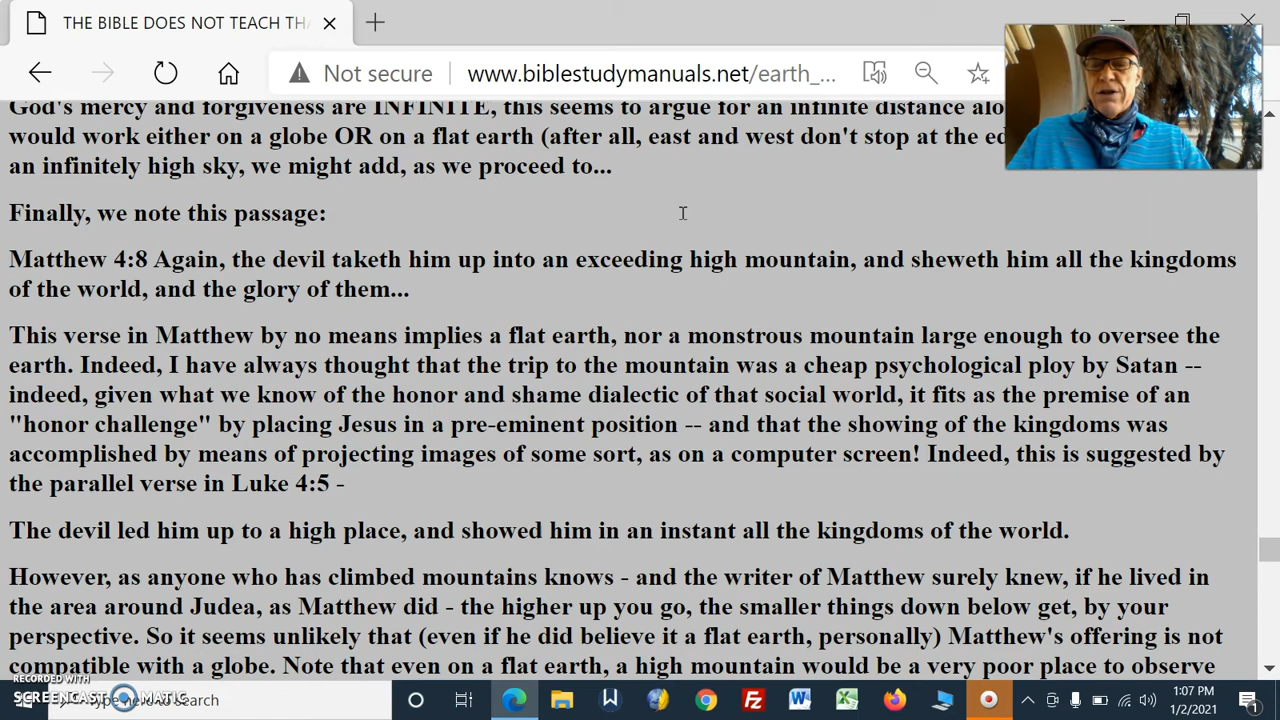 THE BIBLE DOES NOT TEACH TH
Not secure
www.biblestudymanuals.net/earth_...
God's mercy and forgiveness are INFINITE, this seems to argue for an infinite distance
would work either on a globe OR on a flat earth (after all, east and west don't stop at the
an infinitely high sky, we might add, as we proceed to...
Finally, we note this passage:
Matthew 4:8 Again, the devil taketh him up into an exceeding high mountain, and sheweth him all the kingdoms
of the world, and the glory of them...
This verse in Matthew by no means implies a flat earth, nor a monstrous mountain large enough to oversee the
earth. Indeed, I have always thought that the trip to the mountain was a cheap psychological ploy by Satan --
indeed, given what we know of the honor and shame dialectic of that social world, it fits as the premise of an
"honor challenge" by placing Jesus in a pre-eminent position -- and that the showing of the kingdoms was
accomplished by means of projecting images of some sort, as on a computer screen! Indeed, this is suggested by
the parallel verse in Luke 4:5 -
The devil led him up to a high place, and showed him in an instant all the kingdoms of the world.
However, as anyone who has climbed mountains knows - and the writer of Matthew surely knew, if he lived in
the area around Judea, as Matthew did - the higher up you go, the smaller things down below get, by your
perspective. So it seems unlikely that (even if he did believe it a flat earth, personally) Matthew's offering is not
compatible with a globe. Note that even on a flat earth, a high mountain would be a very poor place to observe
RECORDED WITH
SCREENCAST MATIC
Type here to search
W
Fz
1:07 PM
1/2/2021
1